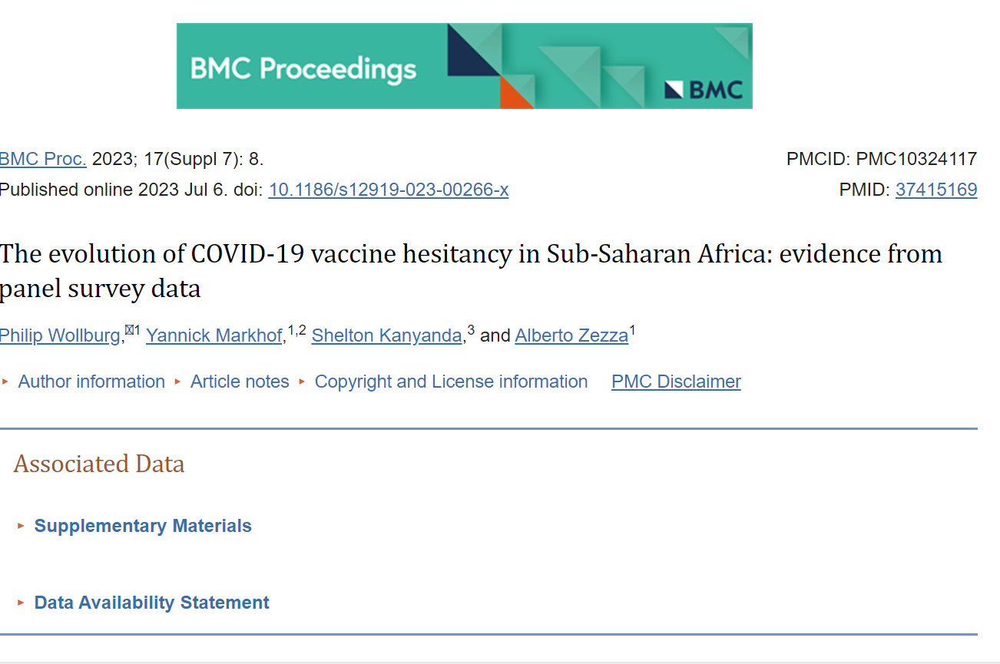 BMC Proceedings
BMC
BMC Proc. 2023; 17(Suppl 7): 8.
PMCID: PMC10324117
Published online 2023 Jul 6. doi: 10.1186/s12919-023-00266-x
PMID: 37415169
The evolution of COVID-19 vaccine hesitancy in Sub-Saharan Africa: evidence from
panel survey data
Philip Wollburg,✉1 Yannick Markhof,1,2 Shelton Kanyanda,3 and Alberto Zezza1
▸ Author information ▸ Article notes ▸ Copyright and License information PMC Disclaimer
Associated Data
▸ Supplementary Materials
▸ Data Availability Statement